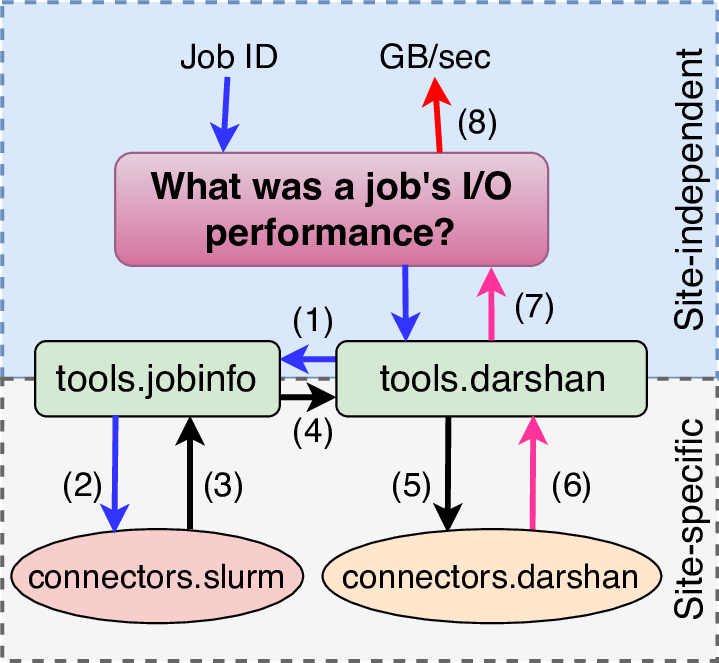 Job ID
GB/sec
(8)
What was a job's I/O
performance?
Site-independent
(7)
(1)
tools.jobinfo
tools.darshan
(4)
(2)
(3)
(5)
(6)
Site-specific
connectors.slurm
connectors.darshan